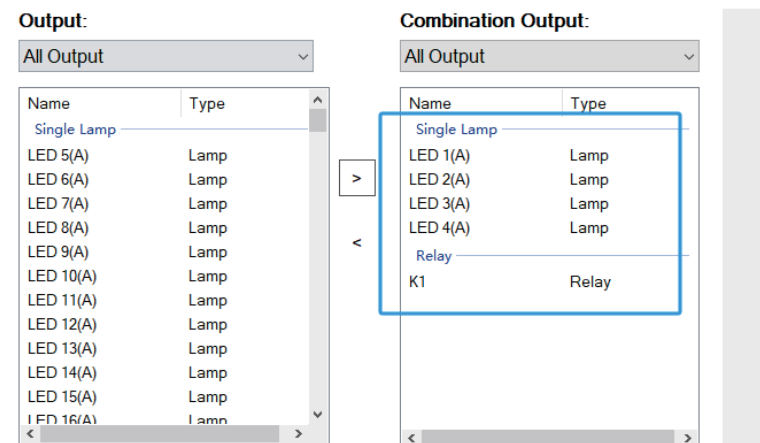 Output:
All Output
Name Type
Single Lamp
LED 5(A) Lamp
LED 6(A) Lamp
LED 7(A) Lamp
LED 8(A) Lamp
LED 9(A) Lamp
LED 10(A) Lamp
LED 11(A) Lamp
LED 12(A) Lamp
LED 13(A) Lamp
LED 14(A) Lamp
LED 15(A) Lamp
LED 16(A) Lamp
>
<
Combination Output:
All Output
Name Type
Single Lamp
LED 1(A) Lamp
LED 2(A) Lamp
LED 3(A) Lamp
LED 4(A) Lamp
Relay
K1 Relay